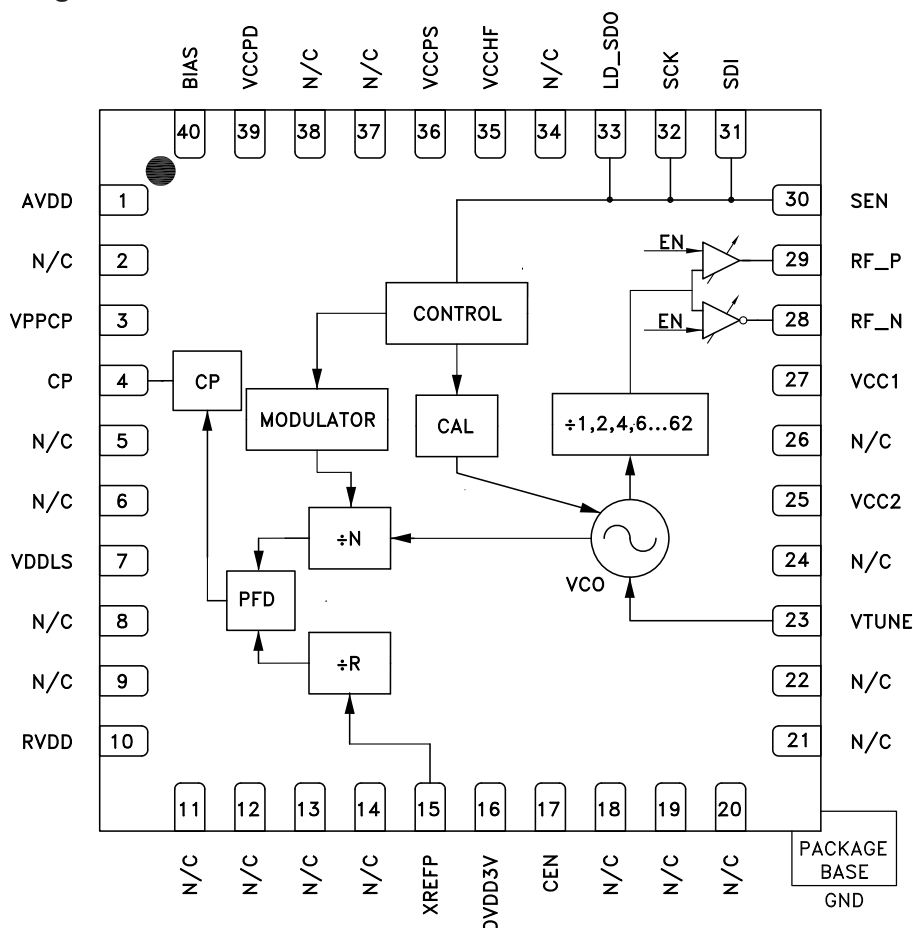 BIAS
VCCPD
N/C
N/C
VCCPS
VCCHF
N/C
LD_SDO
SCK
SDI
40
39
38
37
36
35
34
33
32
31
AVDD 1
N/C 2
VPPCP 3
CP 4
N/C 5
N/C 6
VDDLS 7
N/C 8
N/C 9
RVDD 10
30 SEN
29 RF_P
28 RF_N
27 VCC1
26 N/C
25 VCC2
24 N/C
23 VTUNE
22 N/C
21 N/C
EN
EN
CONTROL
CP
MODULATOR
CAL
÷1,2,4,6...62
÷N
VCO
PFD
÷R
11
12
13
14
15
16
17
18
19
20
N/C
N/C
N/C
N/C
XREFP
DVDD3V
CEN
N/C
N/C
N/C
PACKAGE
BASE
GND